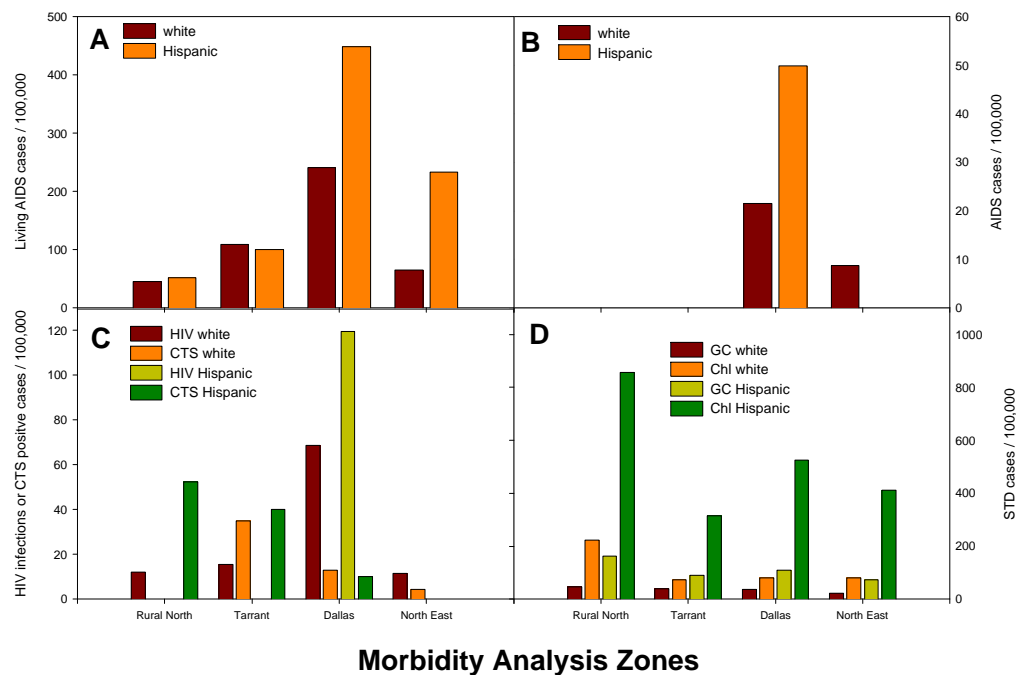 A
white
Hispanic
500
400
300
200
100
0
Living AIDS cases / 100,000
B
white
Hispanic
60
50
40
30
20
10
0
AIDS cases / 100,000
C
HIV white
CTS white
HIV Hispanic
CTS Hispanic
120
100
80
60
40
20
0
HIV infections or CTS positve cases / 100,000
Rural North
Tarrant
Dallas
North East
D
GC white
Chl white
GC Hispanic
Chl Hispanic
1000
800
600
400
200
0
STD cases / 100,000
Rural North
Tarrant
Dallas
North East
Morbidity Analysis Zones